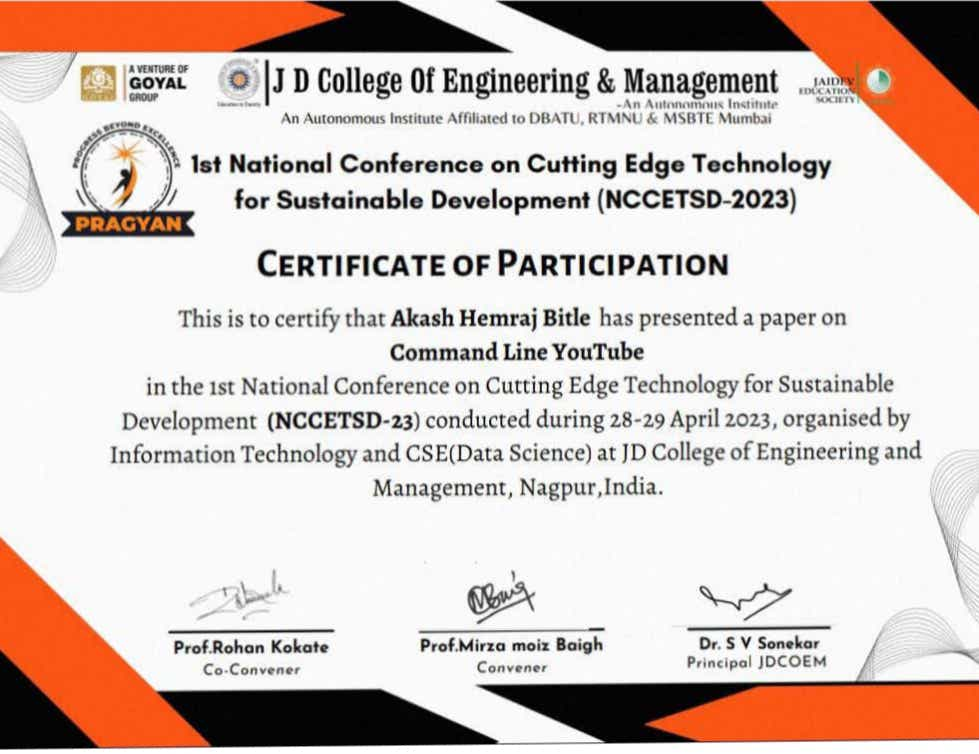 A VENTURE OF
GOYAL
GROUP
J D College Of Engineering & Management
-An Autonomous Institute
An Autonomous Institute Affiliated to DBATU, RTMNU & MSBTE Mumbai
JAIDEV
EDUCATION
SOCIETY
PROGRESS BEYOND EXCELLENCE
PRAGYAN
1st National Conference on Cutting Edge Technology
for Sustainable Development (NCCETSD-2023)
CERTIFICATE OF PARTICIPATION
This is to certify that Akash Hemraj Bitle has presented a paper on
Command Line YouTube
in the 1st National Conference on Cutting Edge Technology for Sustainable
Development (NCCETSD-23) conducted during 28-29 April 2023, organised by
Information Technology and CSE(Data Science) at JD College of Engineering and
Management, Nagpur,India.
Prof.Rohan Kokate
Co-Convener
Prof.Mirza moiz Baigh
Convener
Dr. S V Sonekar
Principal JDCOEM